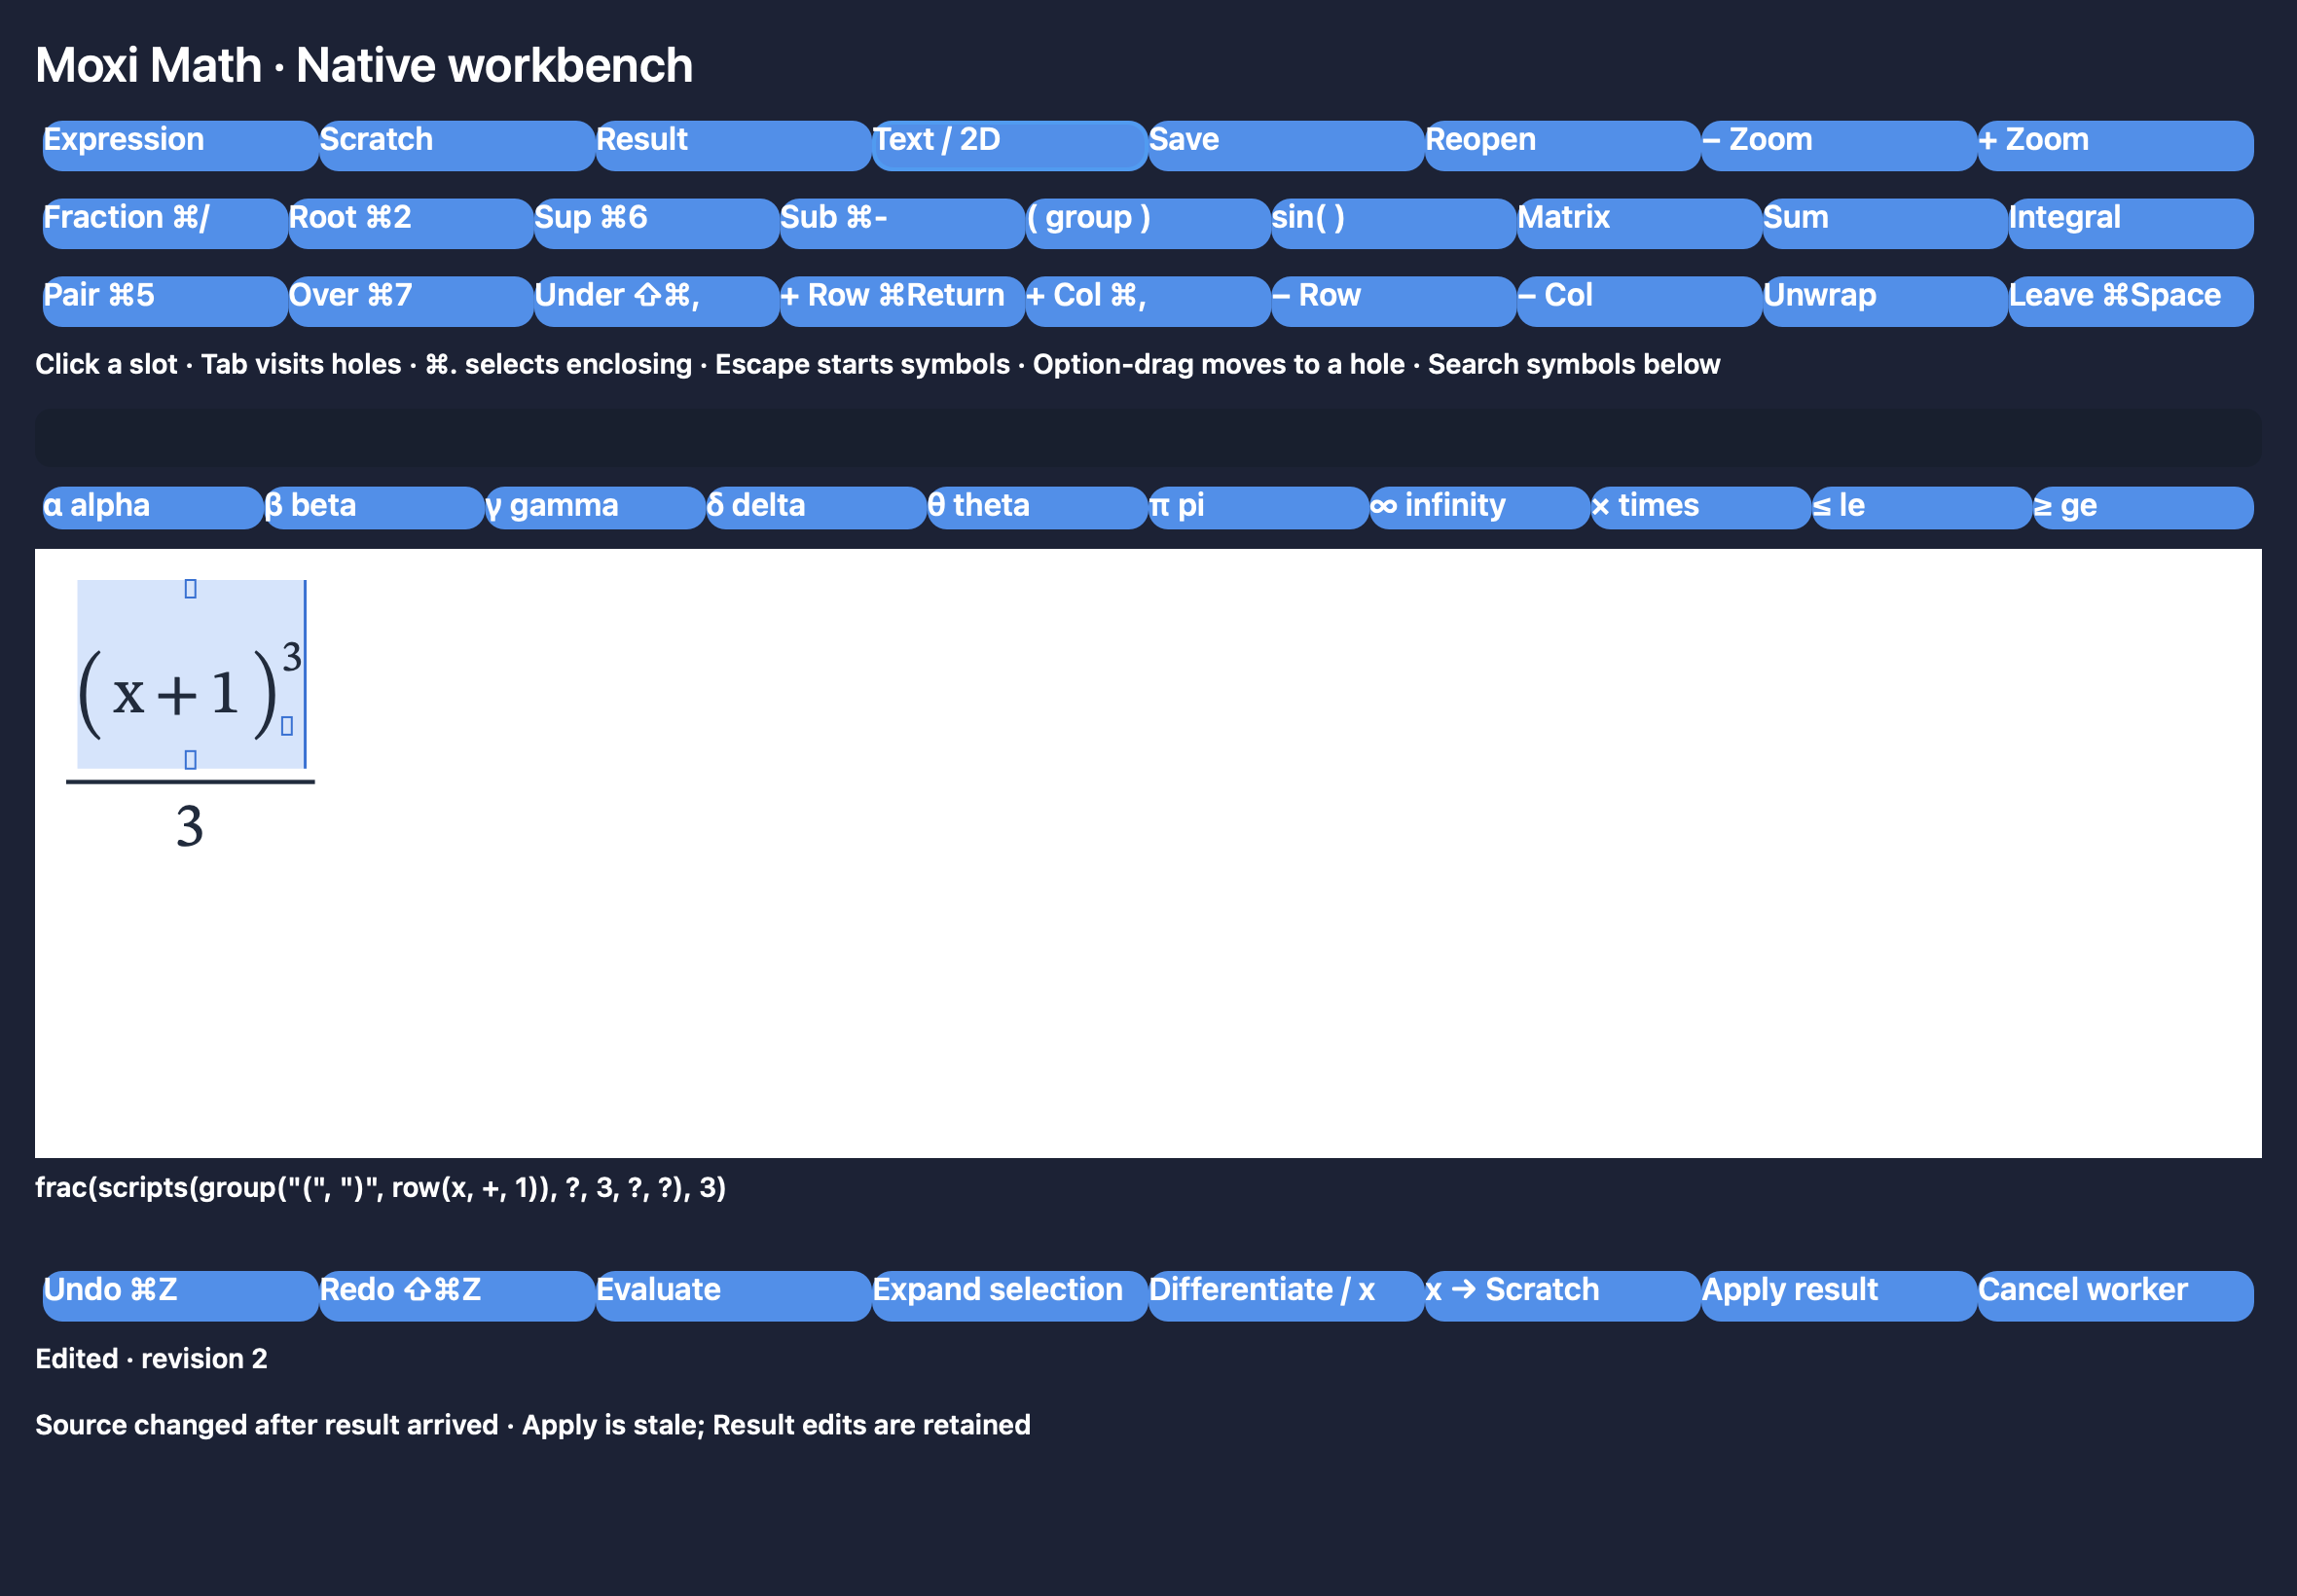 Moxi Math · Native workbench
Expression Scratch Result Text / 2D Save Reopen − Zoom + Zoom
Fraction ⌘/ Root ⌘2 Sup ⌘6 Sub ⌘- ( group ) sin( ) Matrix Sum Integral
Pair ⌘5 Over ⌘7 Under ⇧⌘, + Row ⌘Return + Col ⌘, − Row − Col Unwrap Leave ⌘Space
Click a slot · Tab visits holes · ⌘. selects enclosing · Escape starts symbols · Option-drag moves to a hole · Search symbols below
α alpha β beta γ gamma δ delta θ theta π pi ∞ infinity × times ≤ le ≥ ge
(x + 1)³
3
frac(scripts(group("(", ")", row(x, +, 1)), ?, 3, ?, ?), 3)
Undo ⌘Z Redo ⇧⌘Z Evaluate Expand selection Differentiate / x x → Scratch Apply result Cancel worker
Edited · revision 2
Source changed after result arrived · Apply is stale; Result edits are retained